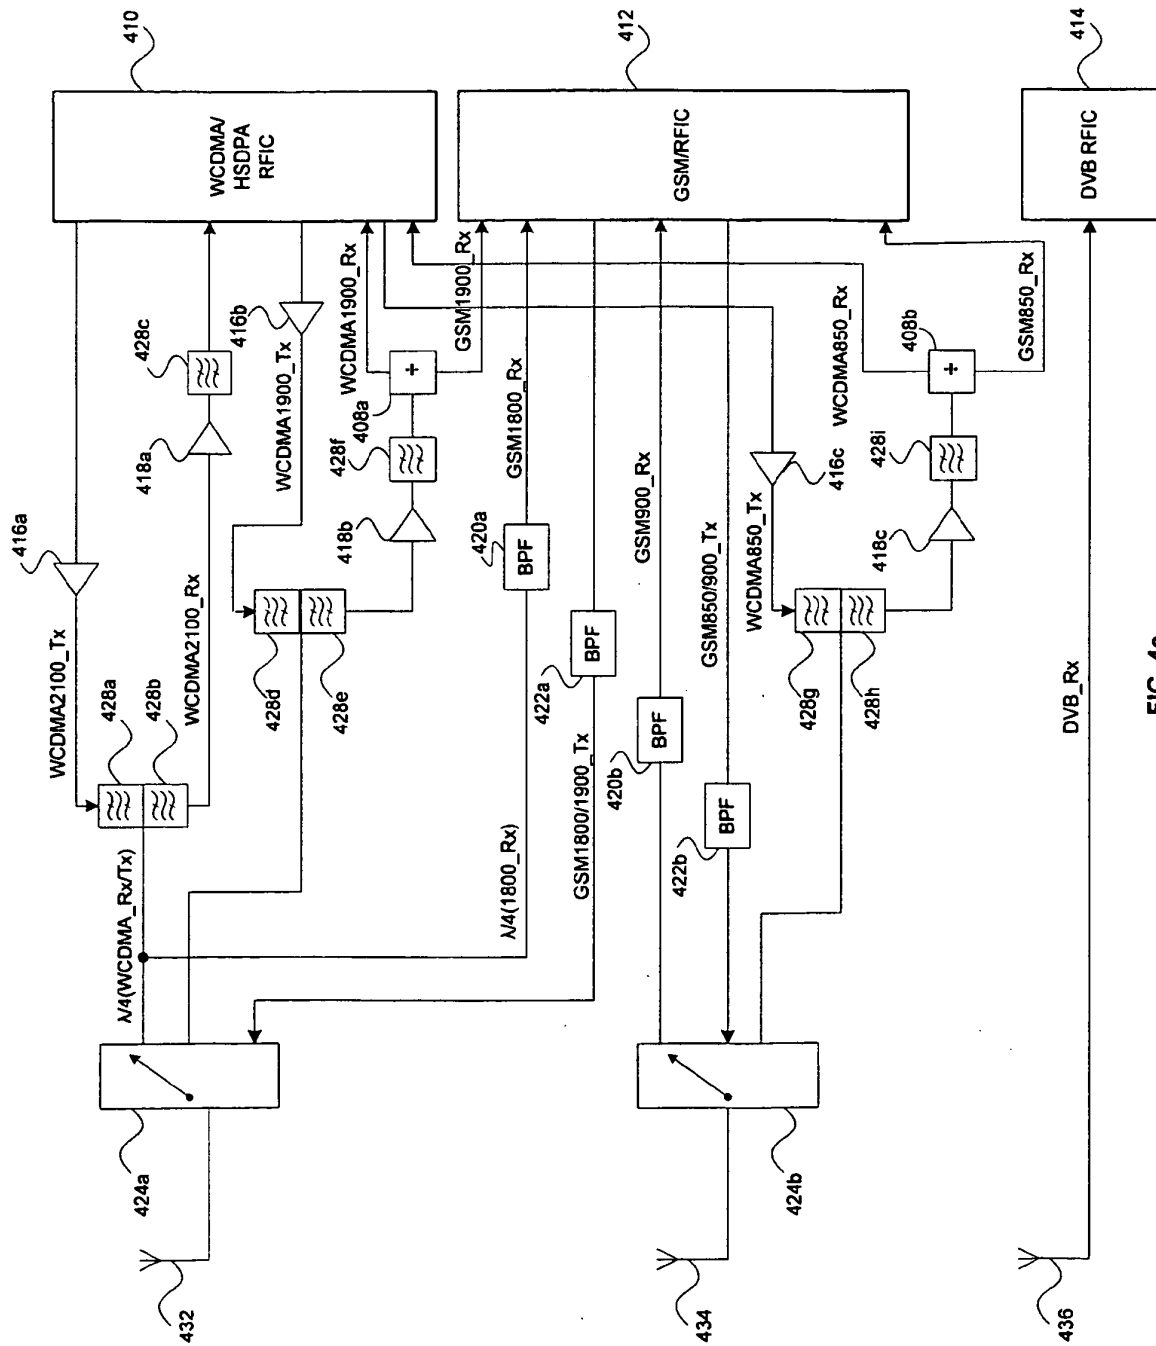 410
WCDMA/
HSDPA
RFIC
412
GSM/RFIC
414
DVB RFIC
416a
418a
428c
416b
WCDMA1900_Tx
WCDMA1900_Rx
GSM1900_Rx
408a
428f
418b
WCDMA2100_Tx
WCDMA2100_Rx
428a
428b
428d
428e
420a
BPF
GSM1800_Rx
422a
BPF
GSM1800/1900_Tx
λ/4(WCDMA_Rx/Tx)
λ/4(1800_Rx)
GSM900_Rx
420b
BPF
GSM850/900_Tx
422b
BPF
WCDMA850_Tx
416c
WCDMA850_Rx
408b
GSM850_Rx
428i
418c
428g
428h
424a
424b
432
434
436
DVB_Rx